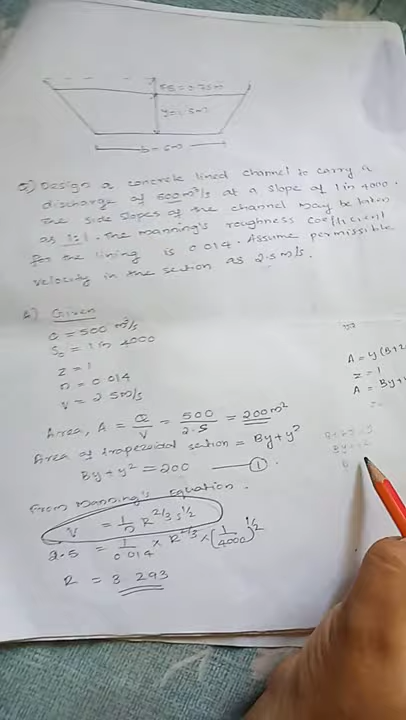 FB = 0.75m
y = 1.5m
b = 6m
Q) Design a concrete lined channel to carry a
discharge of 500 m³/s at a slope of 1 in 4000.
The side slopes of the channel may be taken
as 1:1. The manning's roughness coefficient
for the lining is 0.014. Assume permissible
velocity in the section as 2.5 m/s.
A) Given
Q = 500 m³/s
S₀ = 1 in 4000
Z = 1
n = 0.014
V = 2.5 m/s
Area, A = Q/V = 500/2.5 = 200 m²
Area of trapezoidal section = By + y²
By + y² = 200 —— ①
From Manning's Equation.
V = 1/n R^2/3 S^1/2
2.5 = 1/0.014 × R^2/3 × (1/4000)^1/2
R = 3.293
A = y(B+
Z = 1
A = By +